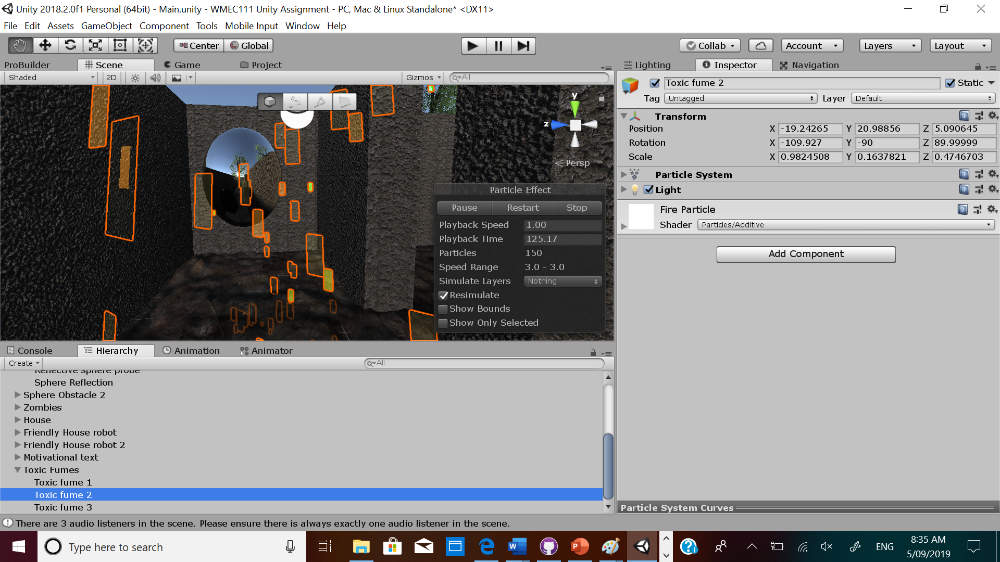 Unity 2018.2.0f1 Personal (64bit) - Main.unity - WMEC111 Unity Assignment - PC, Mac & Linux Standalone* <DX11>
File Edit Assets GameObject Component Tools Mobile Input Window Help
Center Global Collab Account Layers Layout
ProBuilder Scene Game Project
Shaded 2D Gizmos All
y
z
Persp
Particle Effect
Pause Restart Stop
Playback Speed 1.00
Playback Time 125.17
Particles 150
Speed Range 3.0 - 3.0
Simulate Layers Nothing
Resimulate
Show Bounds
Show Only Selected
Lighting Inspector Navigation
Toxic fume 2 Static
Tag Untagged Layer Default
Transform
Position X -19.24265 Y 20.98856 Z 5.090645
Rotation X -109.927 Y -90 Z 89.99999
Scale X 0.9824508 Y 0.1637821 Z 0.4746703
Particle System
Light
Fire Particle
Shader Particles/Additive
Add Component
Particle System Curves
Console Hierarchy Animation Animator
Create All
Reflective sphere probe
Sphere Reflection
Sphere Obstacle 2
Zombies
House
Friendly House robot
Friendly House robot 2
Motivational text
Toxic Fumes
Toxic fume 1
Toxic fume 2
Toxic fume 3
There are 3 audio listeners in the scene. Please ensure there is always exactly one audio listener in the scene.
Type here to search
ENG
8:35 AM
5/09/2019